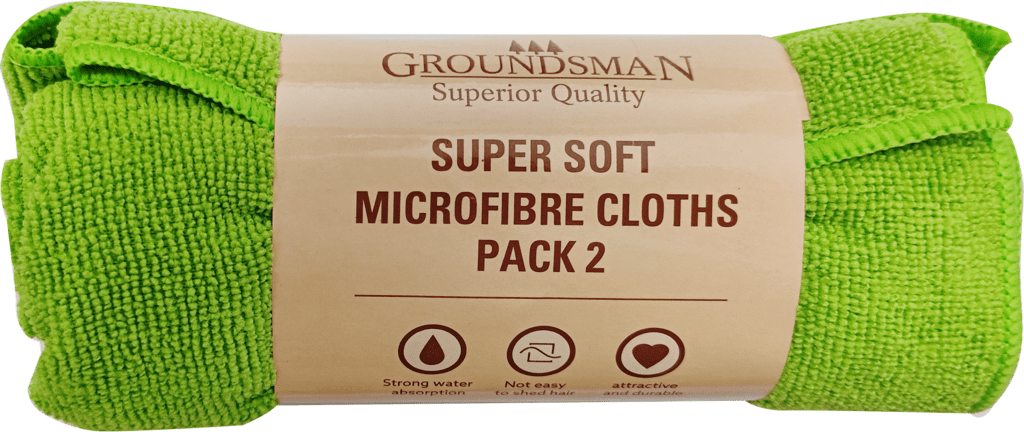 GROUNDSMAN
Superior Quality
SUPER SOFT
MICROFIBRE CLOTHS
PACK 2
Strong water
absorption
Not easy
to shed hair
attractive
and durable